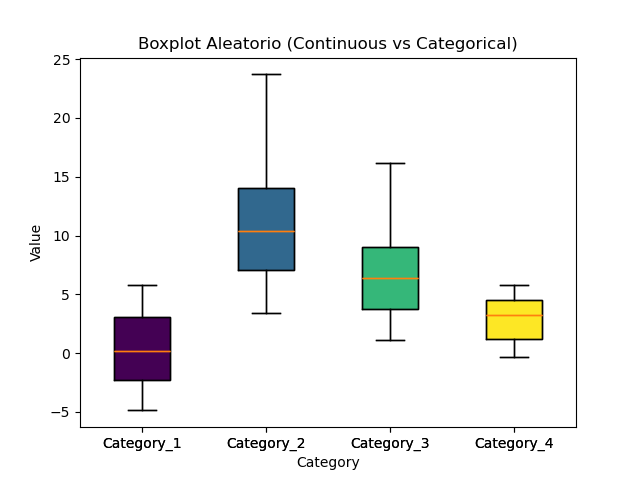 Boxplot Aleatorio (Continuous vs Categorical)
25
20
15
10
5
0
−5
Value
Category_1
Category_2
Category_3
Category_4
Category